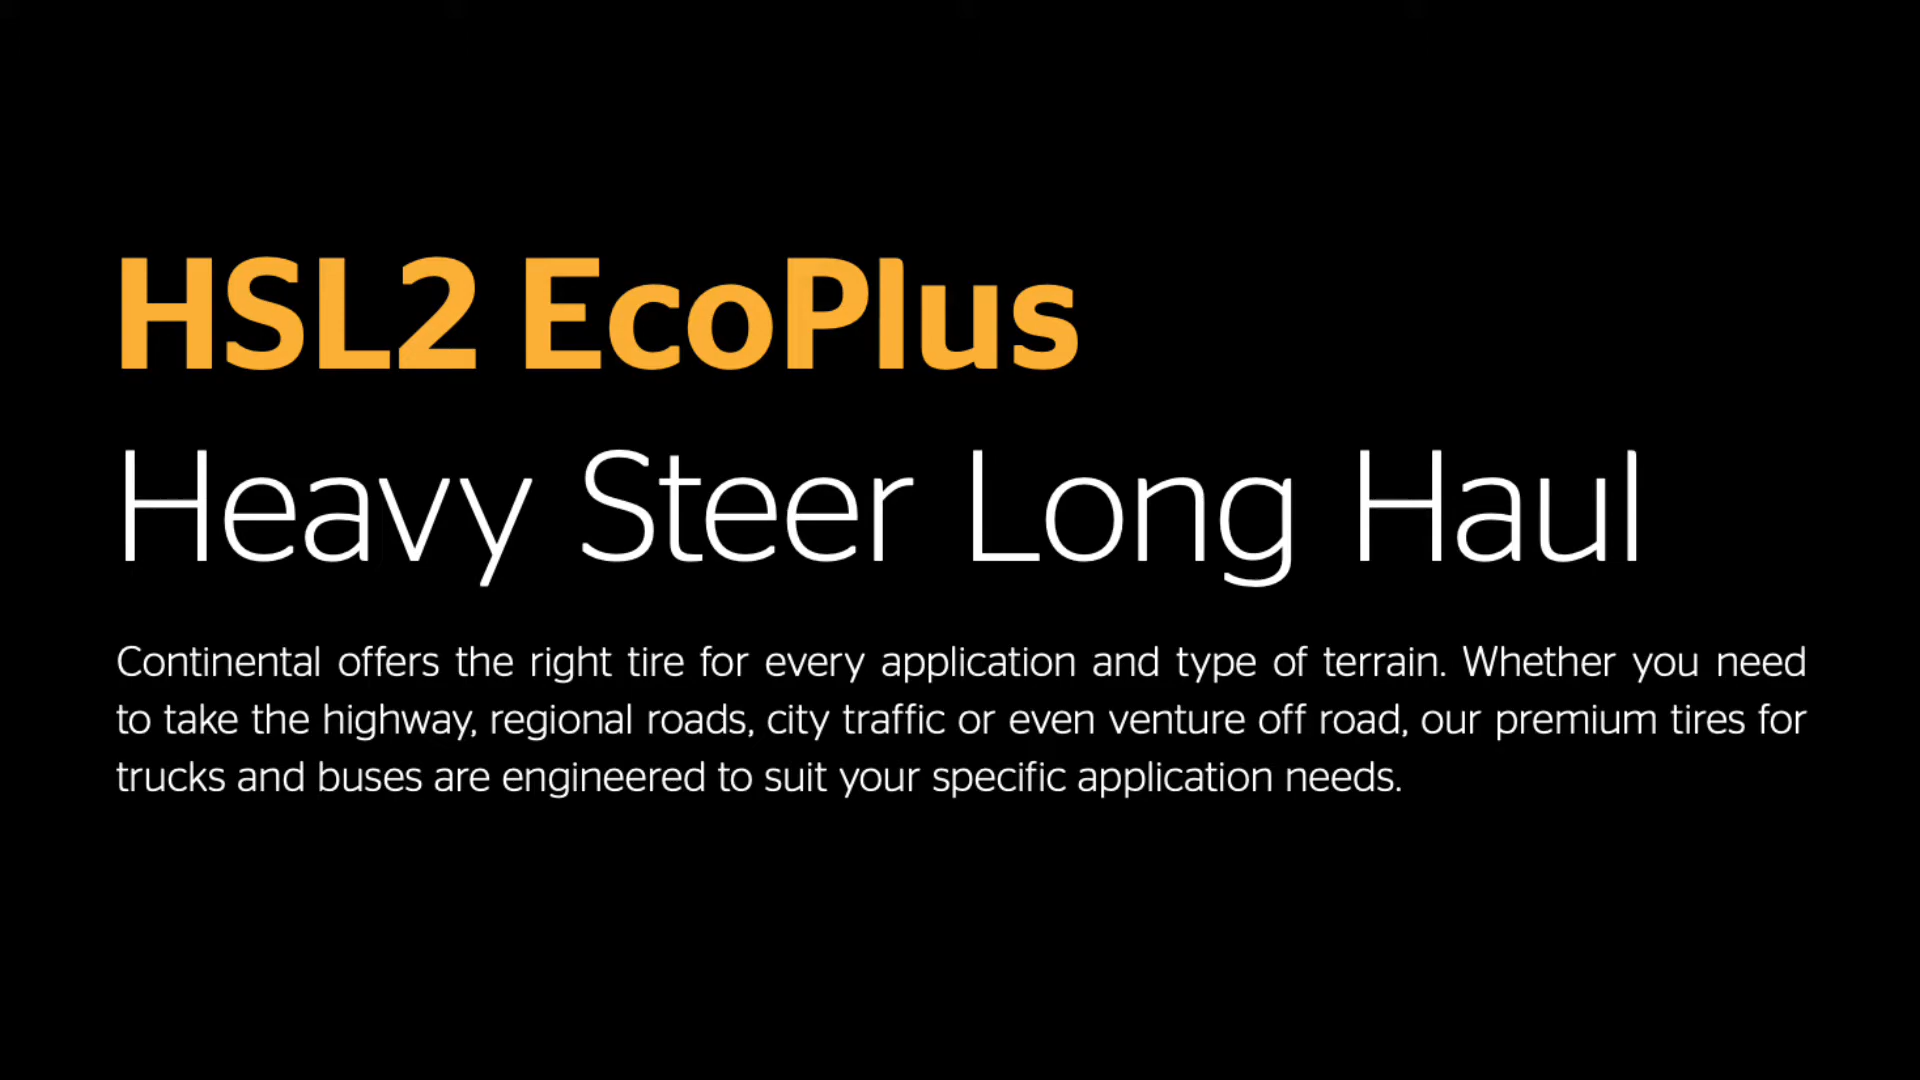 HSL2 EcoPlus
Heavy Steer Long Haul
Continental offers the right tire for every application and type of terrain. Whether you need
to take the highway, regional roads, city traffic or even venture off road, our premium tires for
trucks and buses are engineered to suit your specific application needs.